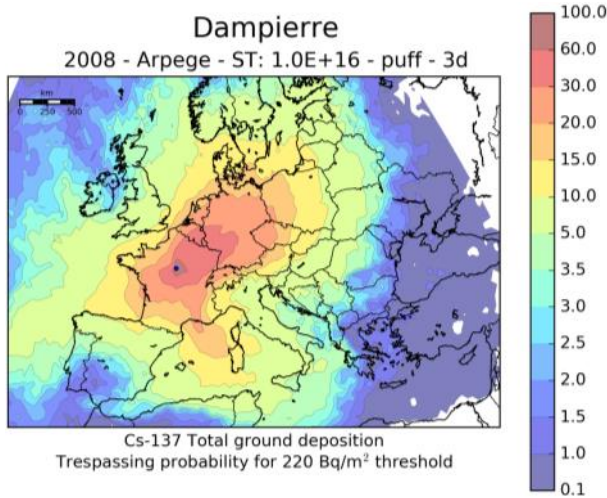 Dampierre
2008 - Arpege - ST: 1.0E+16 - puff - 3d
km
0 250 500
100.0
60.0
30.0
20.0
15.0
10.0
5.0
3.5
3.0
2.5
2.0
1.5
1.0
0.1
Cs-137 Total ground deposition
Trespassing probability for 220 Bq/m² threshold